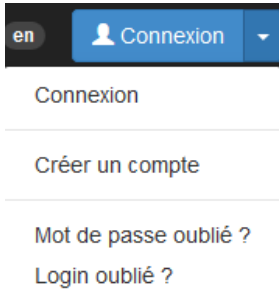 en Connexion
Connexion
Créer un compte
Mot de passe oublié ?
Login oublié ?